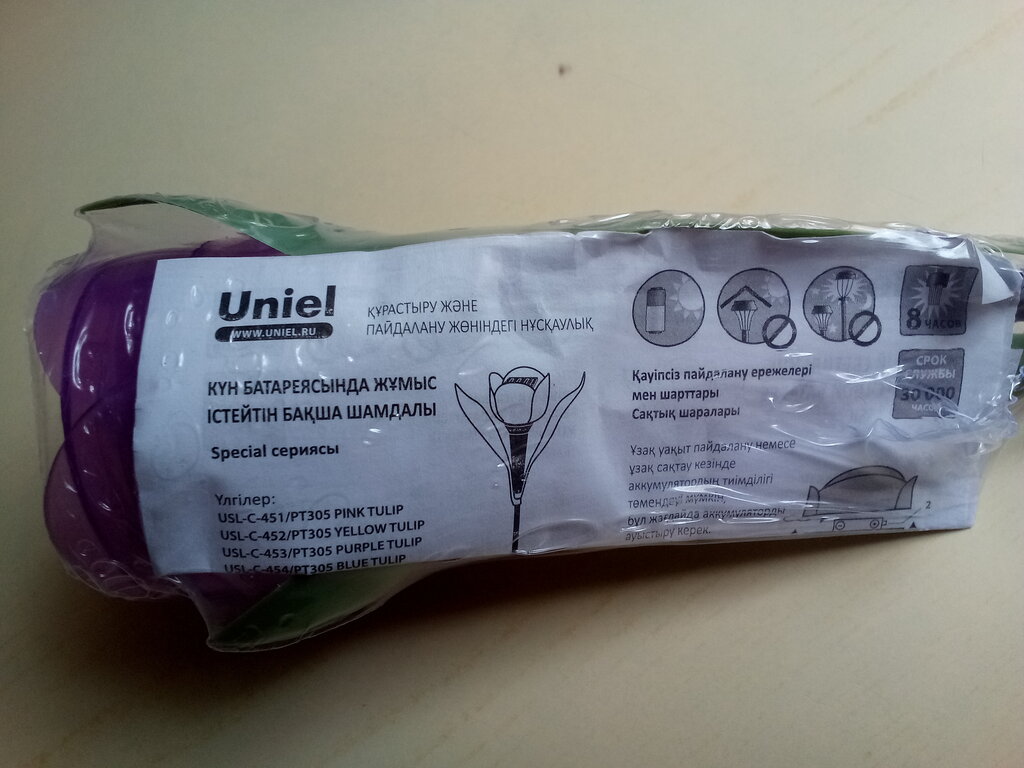 Uniel
WWW.UNIEL.RU
ҚҰРАСТЫРУ ЖӘНЕ
ПАЙДАЛАНУ ЖӨНІНДЕГІ НҰСҚАУЛЫҚ
КҮН БАТАРЕЯСЫНДА ЖҰМЫС
ІСТЕЙТІН БАҚША ШАМДАЛЫ
Special сериясы
Үлгілер:
USL-C-451/PT305 PINK TULIP
USL-C-452/PT305 YELLOW TULIP
USL-C-453/PT305 PURPLE TULIP
USL-C-454/PT305 BLUE TULIP
8 ЧАСОВ
СРОК
СЛУЖБЫ
30 000
ЧАСОВ
Қауіпсіз пайдалану ережелері
мен шарттары
Сақтық шаралары
Ұзақ уақыт пайдалану немесе
ұзақ сақтау кезінде
аккумулятордың тиімділігі
төмендеуі мүмкін,
бұл жағдайда аккумуляторды
ауыстыру керек.
2